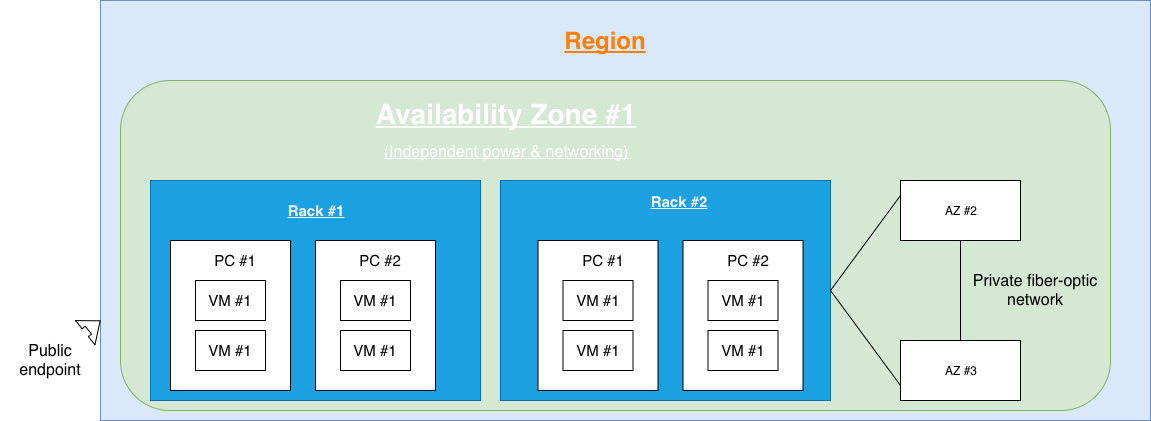 Region
Availability Zone #1
(Independent power & networking)
Rack #1
PC #1
VM #1
VM #1
PC #2
VM #1
VM #1
Rack #2
PC #1
VM #1
VM #1
PC #2
VM #1
VM #1
AZ #2
Private fiber-optic
network
AZ #3
Public
endpoint